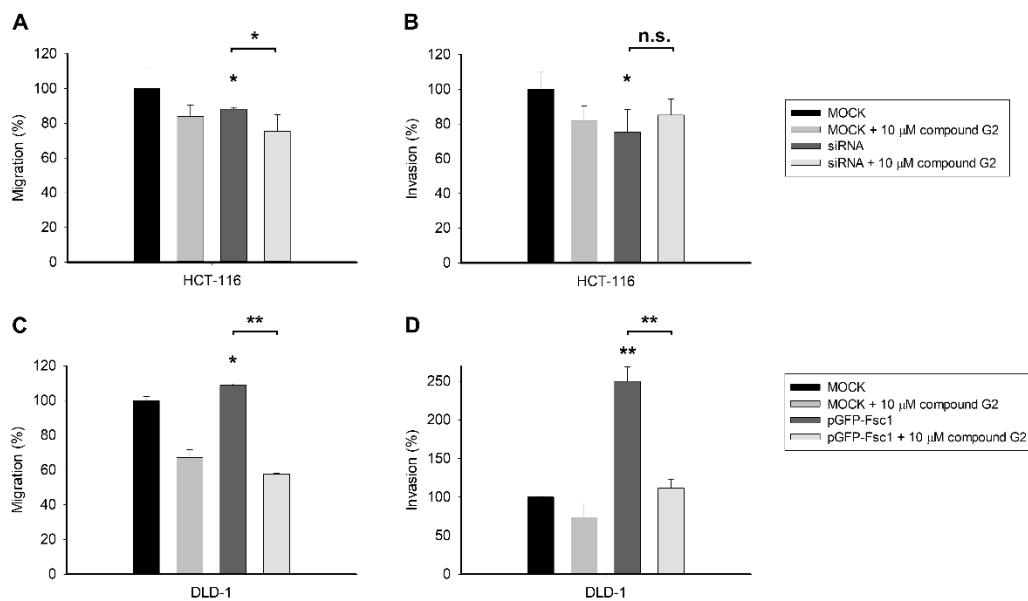 A
*
*
120
100
80
60
40
20
0
Migration (%)
HCT-116
B
n.s.
*
120
100
80
60
40
20
0
Invasion (%)
HCT-116
MOCK
MOCK + 10 μM compound G2
siRNA
siRNA + 10 μM compound G2
C
**
*
120
100
80
60
40
20
0
Migration (%)
DLD-1
D
**
**
250
200
150
100
50
0
Invasion (%)
DLD-1
MOCK
MOCK + 10 μM compound G2
pGFP-Fsc1
pGFP-Fsc1 + 10 μM compound G2